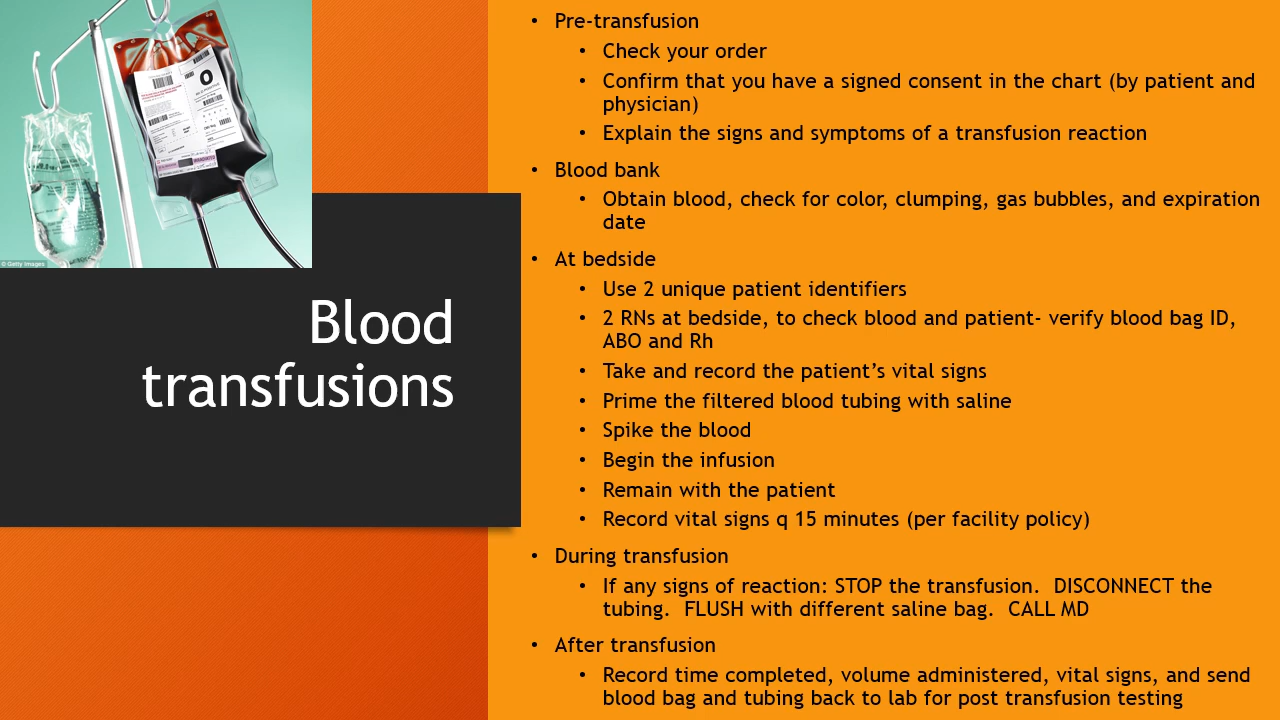 © Getty Images
O
Blood
transfusions
• Pre-transfusion
• Check your order
• Confirm that you have a signed consent in the chart (by patient and
physician)
• Explain the signs and symptoms of a transfusion reaction
• Blood bank
• Obtain blood, check for color, clumping, gas bubbles, and expiration
date
• At bedside
• Use 2 unique patient identifiers
• 2 RNs at bedside, to check blood and patient- verify blood bag ID,
ABO and Rh
• Take and record the patient’s vital signs
• Prime the filtered blood tubing with saline
• Spike the blood
• Begin the infusion
• Remain with the patient
• Record vital signs q 15 minutes (per facility policy)
• During transfusion
• If any signs of reaction: STOP the transfusion.  DISCONNECT the
tubing.  FLUSH with different saline bag.  CALL MD
• After transfusion
• Record time completed, volume administered, vital signs, and send
blood bag and tubing back to lab for post transfusion testing